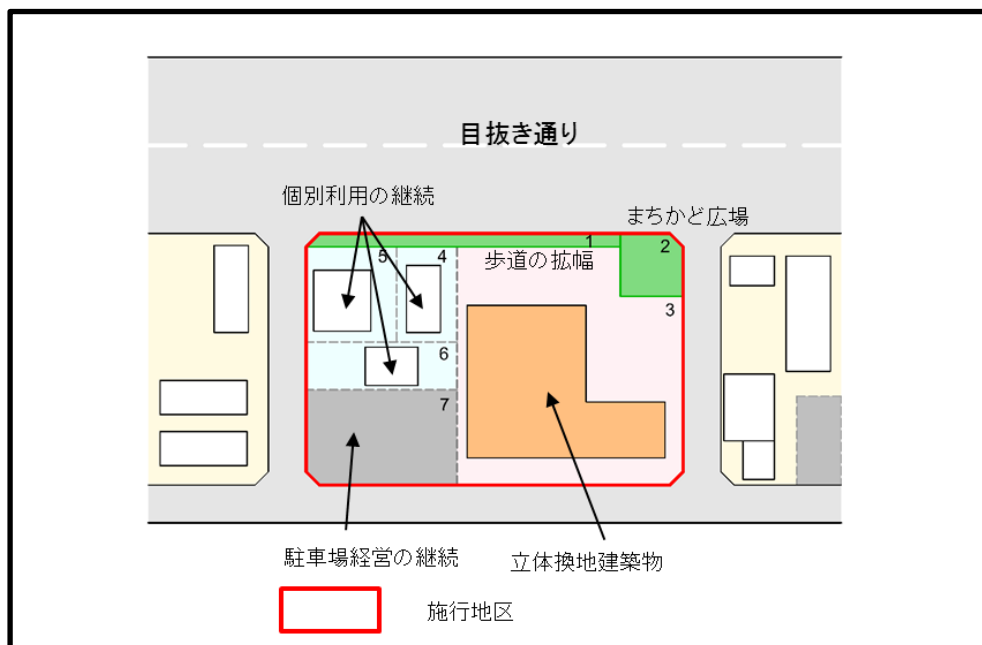 目抜き通り
個別利用の継続
まちかど広場
1
2
歩道の拡幅
5
4
3
6
7
駐車場経営の継続
立体換地建築物
施行地区